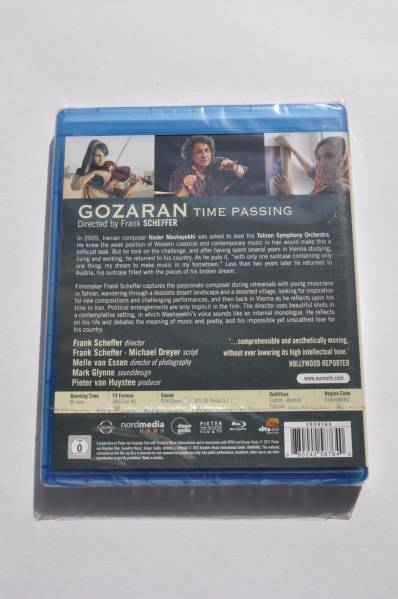 GOZARAN TIME PASSING
Directed by Frank SCHEFFER
In 2005, Iranian composer Nader Mashayekhi was asked to lead the Tehran Symphony Orchestra.
He knew the weak position of Western classical and contemporary music in Iran would make this a
difficult task. But he took on the challenge, and after having spent several years in Vienna studying,
living and working, he returned to his country. As he puts it, "with only one suitcase containing only
one thing: my dream to make music in my hometown." Less than two years later he returned to
Austria, his suitcase filled with the pieces of his broken dream.
Filmmaker Frank Scheffer captures the passionate composer during rehearsals with young musicians
in Tehran, wandering through a desolate desert landscape and a deserted village, looking for inspiration
for new compositions and challenging performances, and then back in Vienna as he reflects upon his
time in Iran. Political entanglements are only implicit in the film. The director uses beautiful shots in
a contemplative setting, in which Mashayekhi's voice sounds like an internal monologue. He reflects
on his life and debates the meaning of music and poetry, and his impossible yet uncurbed love for
his country.
Frank Scheffer director
Frank Scheffer - Michael Dreyer script
Melle van Essen director of photography
Mark Glynne sounddesign
Pieter van Huystee producer
"...comprehensible and aesthetically moving,
without ever lowering its high intellectual tone."
HOLLYWOOD REPORTER
www.euroarts.com
Running Time
TV Format
Sound
Subtitles
Region Code
English
2058764
nordmedia
PIETER
Blu-ray
dts